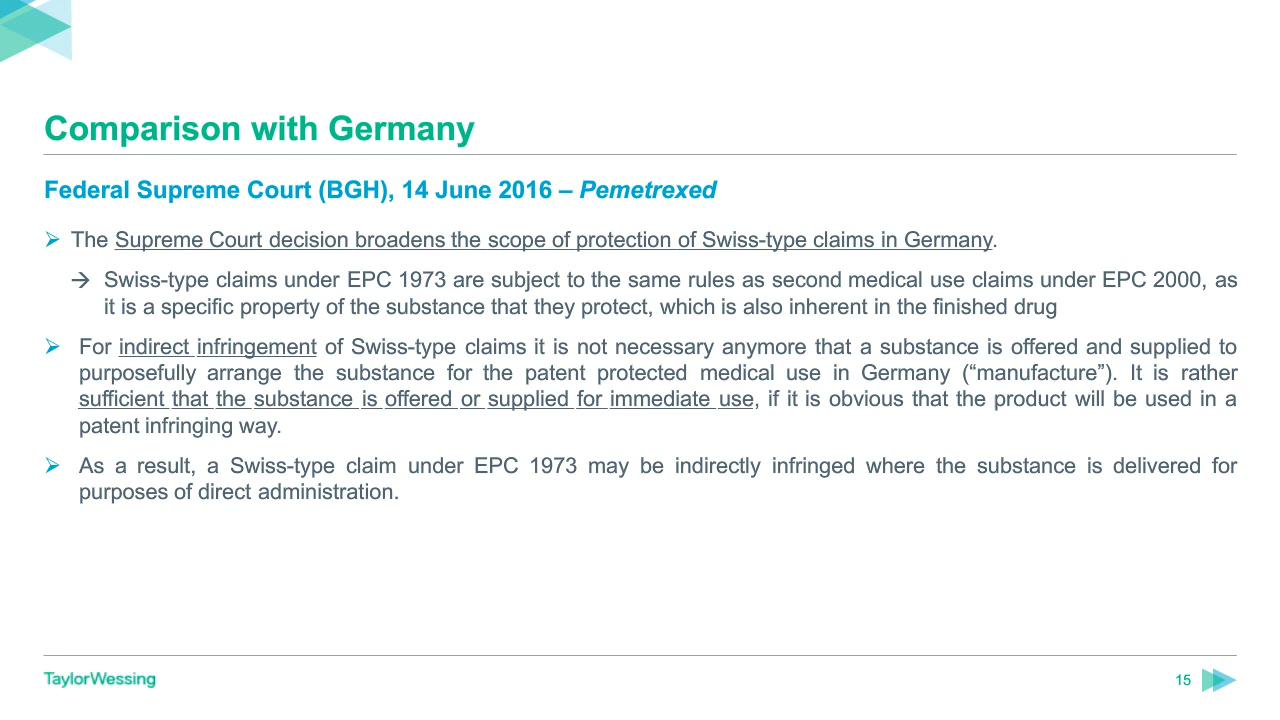 Comparison with Germany
Federal Supreme Court (BGH), 14 June 2016 – Pemetrexed
➢ The Supreme Court decision broadens the scope of protection of Swiss-type claims in Germany.
→ Swiss-type claims under EPC 1973 are subject to the same rules as second medical use claims under EPC 2000, as
it is a specific property of the substance that they protect, which is also inherent in the finished drug
➢ For indirect infringement of Swiss-type claims it is not necessary anymore that a substance is offered and supplied to
purposefully arrange the substance for the patent protected medical use in Germany (“manufacture”). It is rather
sufficient that the substance is offered or supplied for immediate use, if it is obvious that the product will be used in a
patent infringing way.
➢ As a result, a Swiss-type claim under EPC 1973 may be indirectly infringed where the substance is delivered for
purposes of direct administration.
TaylorWessing
15